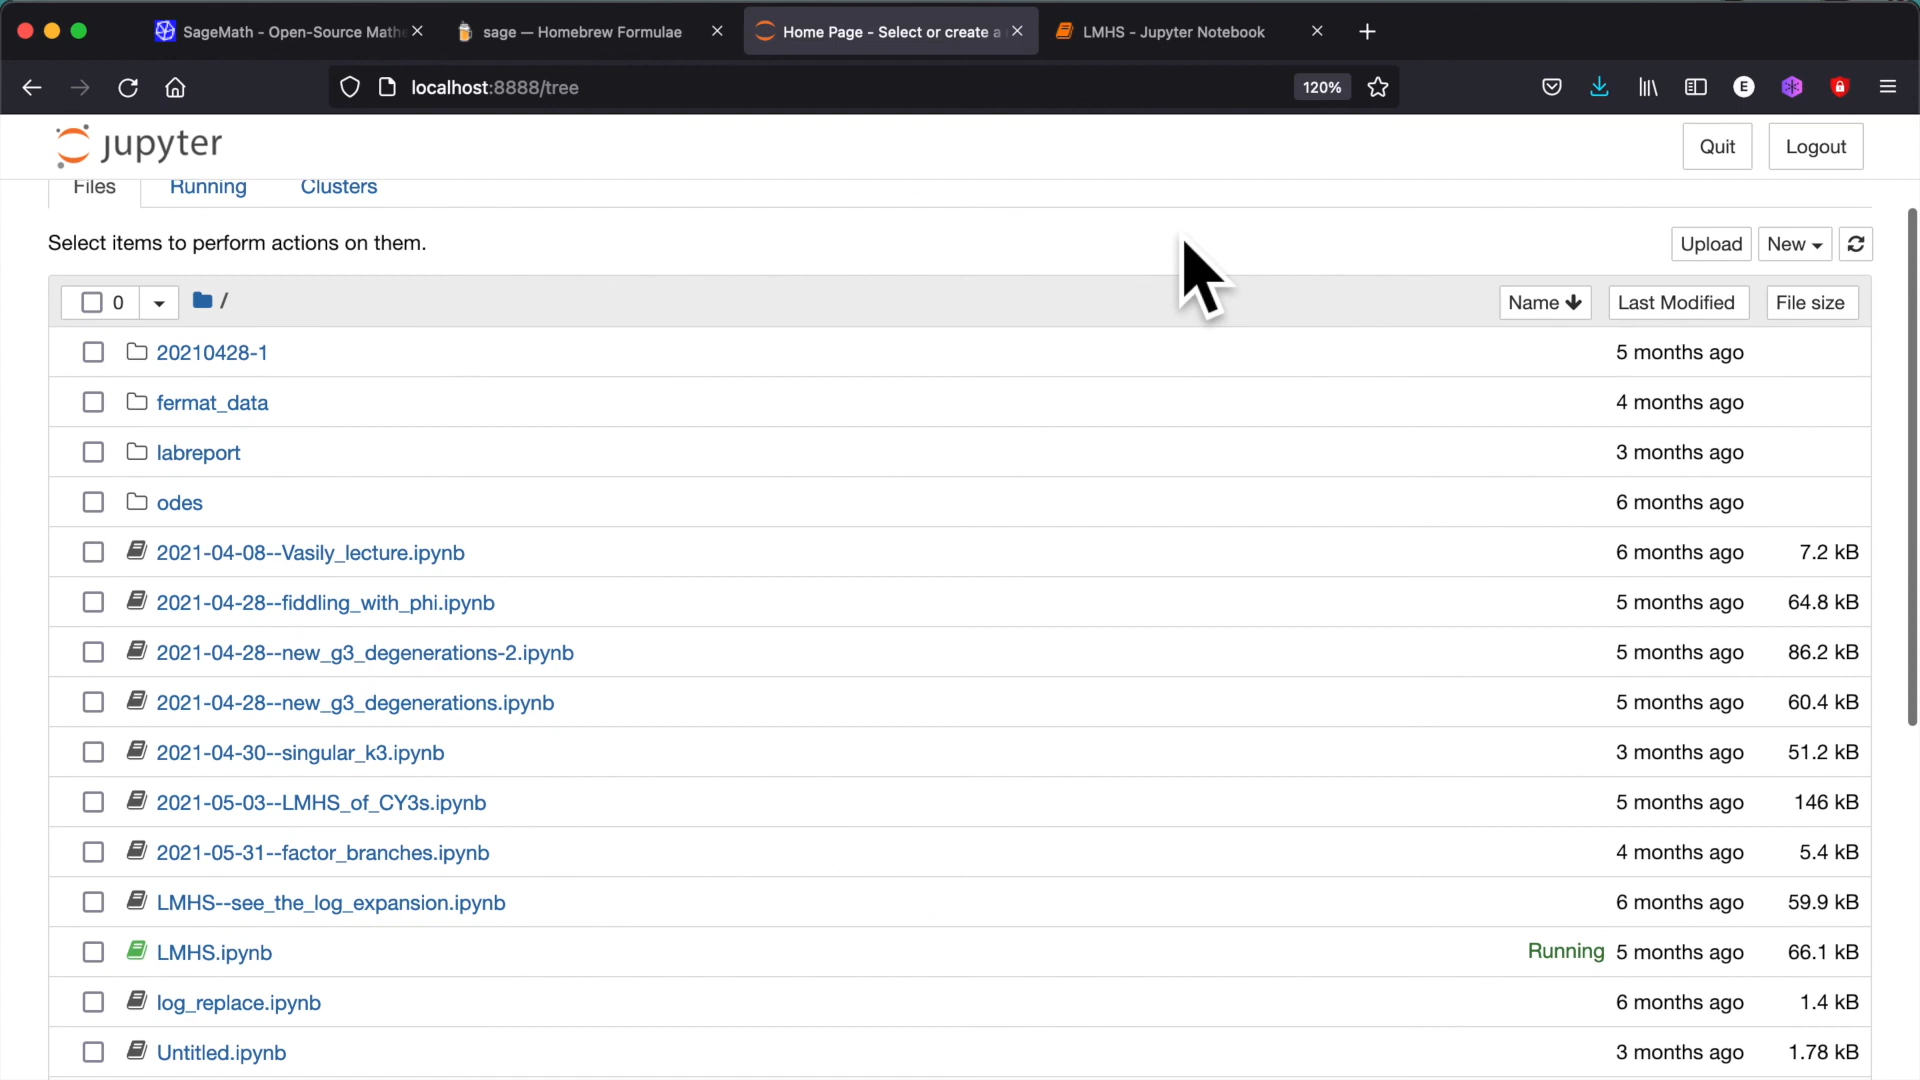 SageMath - Open-Source Mathe
sage — Homebrew Formulae
Home Page - Select or create a
LMHS - Jupyter Notebook
localhost:8888/tree
120%
E
jupyter
Quit
Logout
Files
Running
Clusters
Select items to perform actions on them.
Upload
New
0
/
Name
Last Modified
File size
20210428-1 5 months ago
fermat_data 4 months ago
labreport 3 months ago
odes 6 months ago
2021-04-08--Vasily_lecture.ipynb 6 months ago 7.2 kB
2021-04-28--fiddling_with_phi.ipynb 5 months ago 64.8 kB
2021-04-28--new_g3_degenerations-2.ipynb 5 months ago 86.2 kB
2021-04-28--new_g3_degenerations.ipynb 5 months ago 60.4 kB
2021-04-30--singular_k3.ipynb 3 months ago 51.2 kB
2021-05-03--LMHS_of_CY3s.ipynb 5 months ago 146 kB
2021-05-31--factor_branches.ipynb 4 months ago 5.4 kB
LMHS--see_the_log_expansion.ipynb 6 months ago 59.9 kB
LMHS.ipynb Running 5 months ago 66.1 kB
log_replace.ipynb 6 months ago 1.4 kB
Untitled.ipynb 3 months ago 1.78 kB